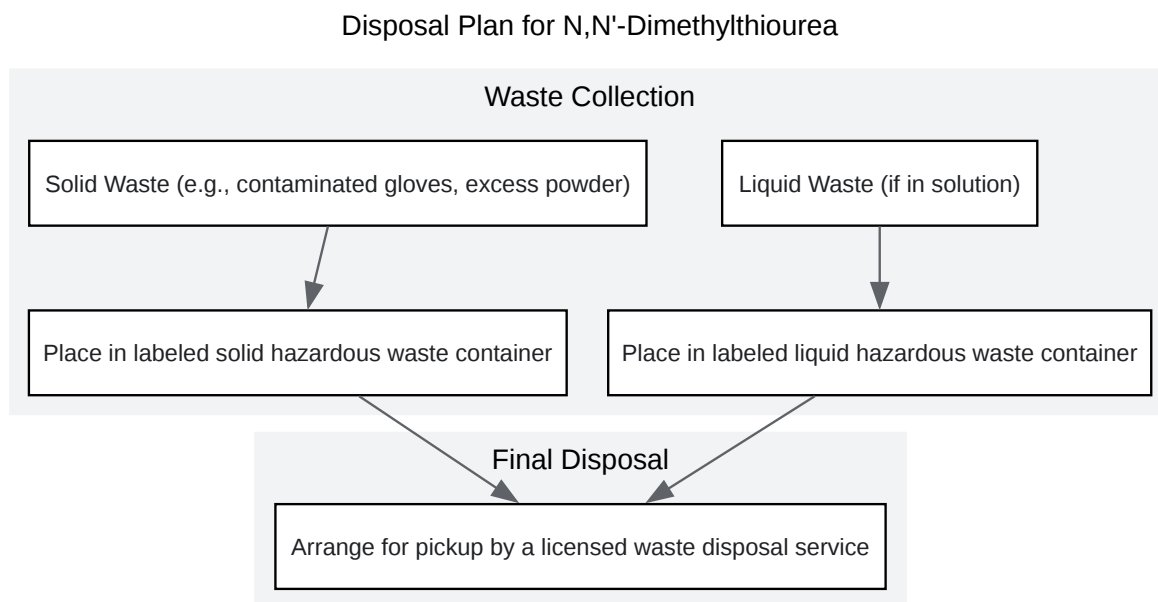 Disposal Plan for N,N'-Dimethylthiourea
Waste Collection
Solid Waste (e.g., contaminated gloves, excess powder)
Liquid Waste (if in solution)
Place in labeled solid hazardous waste container
Place in labeled liquid hazardous waste container
Final Disposal
Arrange for pickup by a licensed waste disposal service